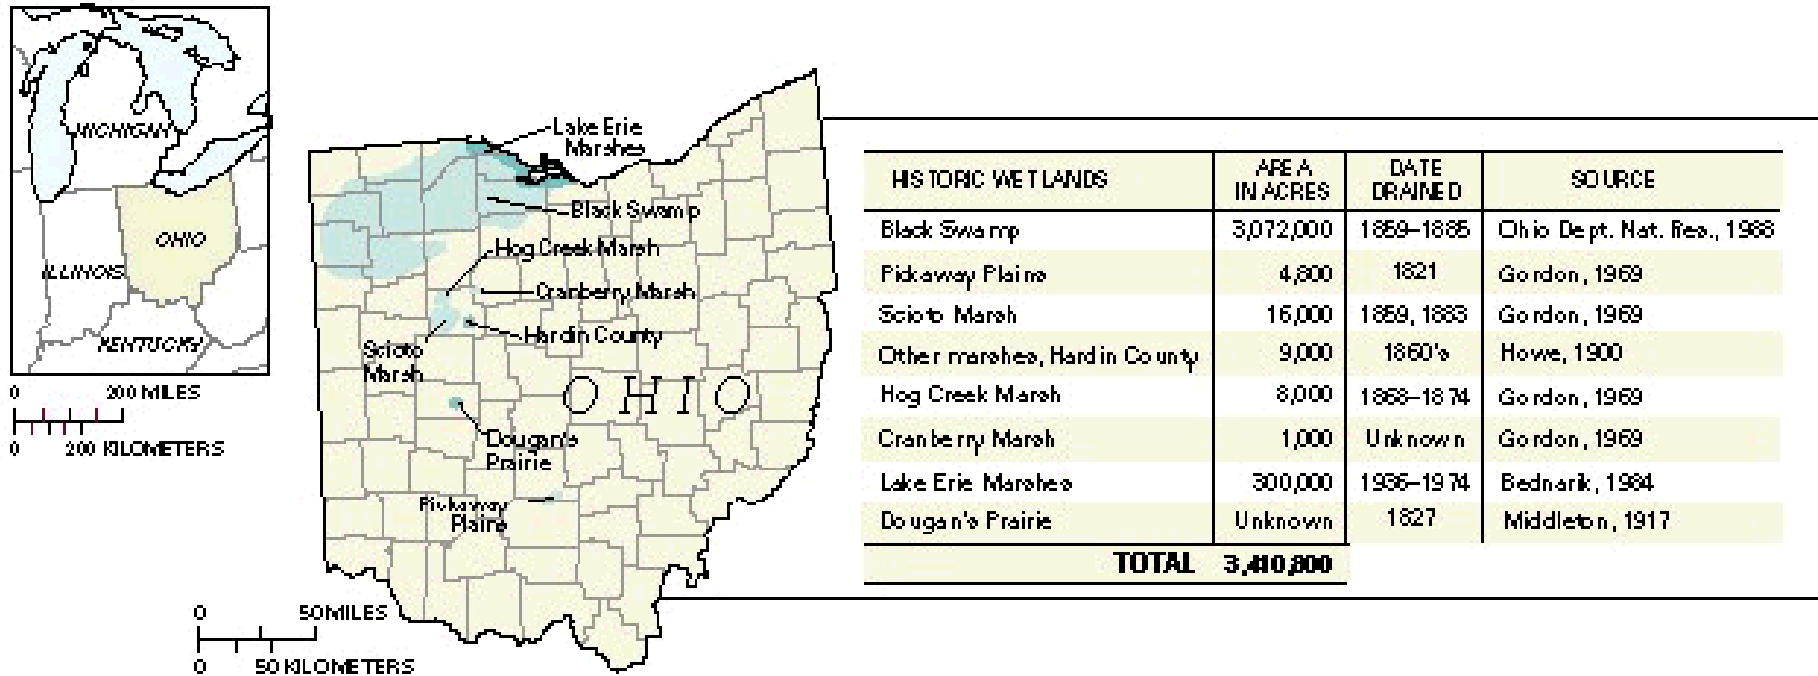 MICHIGAN
OHIO
ILLINOIS
KENTUCKY
0 200 MILES
0 200 KILOMETERS
Lake Erie
Marshes
Black Swamp
Hog Creek Marsh
Cranberry Marsh
Hardin County
Scioto
Marsh
OHIO
Dougan's
Prairie
Pickaway
Plains
0 50 MILES
0 50 KILOMETERS
HISTORIC WETLANDS AREA IN ACRES DATE DRAINED SOURCE
Black Swamp 3,072,000 1859–1885 Ohio Dept. Nat. Res., 1988
Pickaway Plains 4,800 1821 Gordon, 1969
Scioto Marsh 16,000 1859, 1883 Gordon, 1969
Other marshes, Hardin County 9,000 1860's Howe, 1900
Hog Creek Marsh 8,000 1868–1874 Gordon, 1969
Cranberry Marsh 1,000 Unknown Gordon, 1969
Lake Erie Marshes 300,000 1936–1974 Bednarik, 1984
Dougan's Prairie Unknown 1827 Middleton, 1917
TOTAL 3,410,800